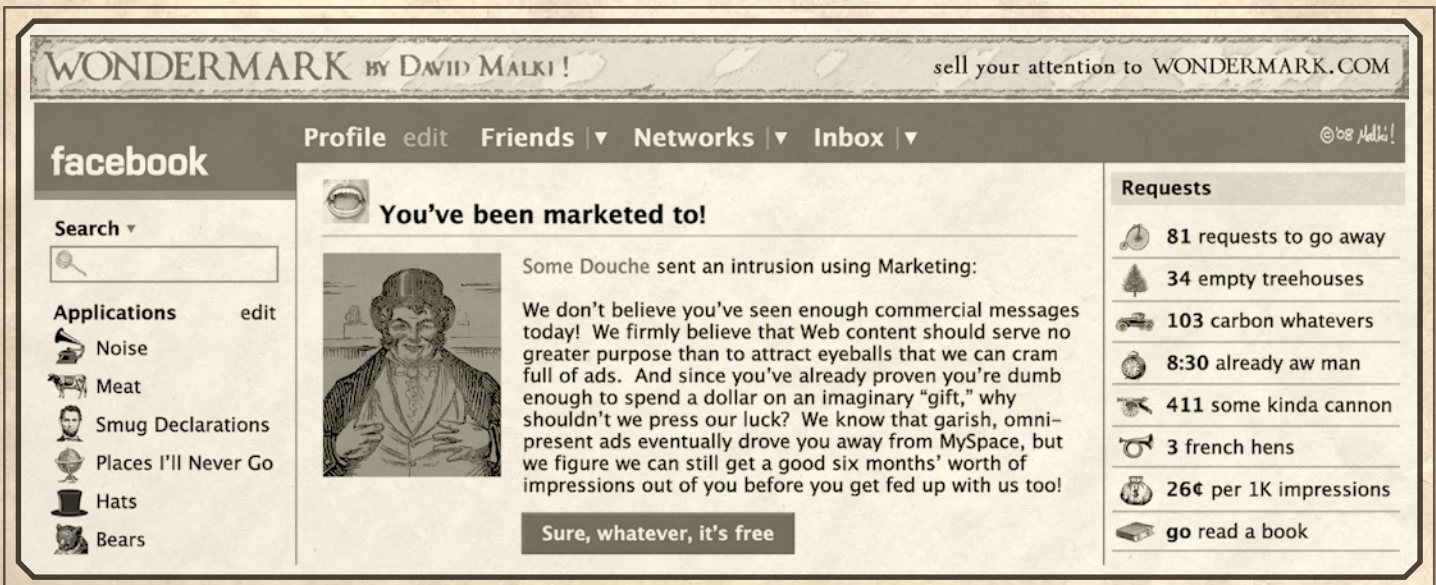 WONDERMARK BY DAVID MALKI !
sell your attention to WONDERMARK.COM
facebook
Profile edit Friends | ▼ Networks | ▼ Inbox | ▼
©'08 Malki!
Search ▼
Applications edit
Noise
Meat
Smug Declarations
Places I'll Never Go
Hats
Bears
You've been marketed to!
Some Douche sent an intrusion using Marketing:
We don't believe you've seen enough commercial messages
today! We firmly believe that Web content should serve no
greater purpose than to attract eyeballs that we can cram
full of ads. And since you've already proven you're dumb
enough to spend a dollar on an imaginary "gift," why
shouldn't we press our luck? We know that garish, omni-
present ads eventually drove you away from MySpace, but
we figure we can still get a good six months' worth of
impressions out of you before you get fed up with us too!
Sure, whatever, it's free
Requests
81 requests to go away
34 empty treehouses
103 carbon whatevers
8:30 already aw man
411 some kinda cannon
3 french hens
26¢ per 1K impressions
go read a book